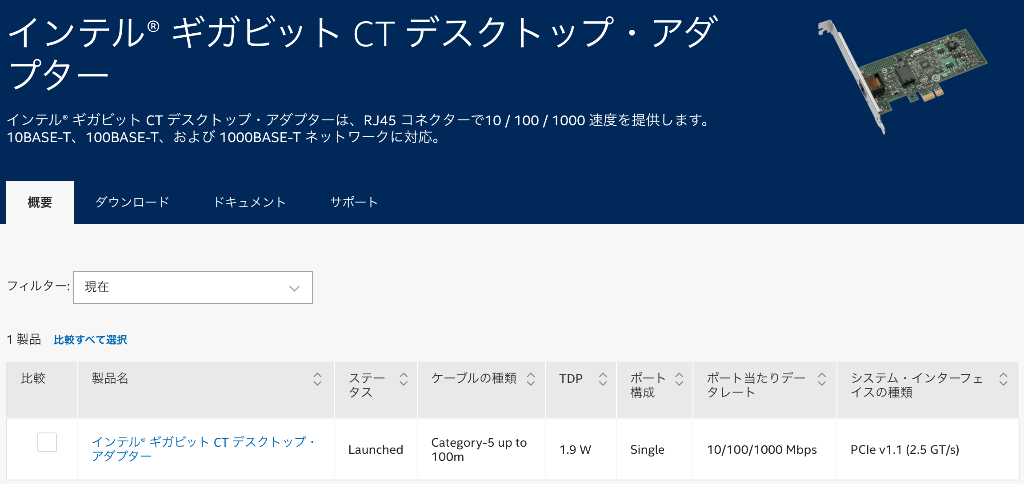 インテル® ギガビット CT デスクトップ・アダ
プター
インテル® ギガビット CT デスクトップ・アダプターは、RJ45 コネクターで10 / 100 / 1000 速度を提供します。
10BASE-T、100BASE-T、および 1000BASE-T ネットワークに対応。
概要 ダウンロード ドキュメント サポート
フィルター: 現在
1 製品 比較すべて選択
比較 製品名 ステー ケーブルの種類 TDP ポート ポート当たりデー システム・インターフェ
タス 構成 タレート イスの種類
インテル® ギガビット CT デスクトップ・ Launched Category-5 up to 1.9 W Single 10/100/1000 Mbps PCIe v1.1 (2.5 GT/s)
アダプター 100m